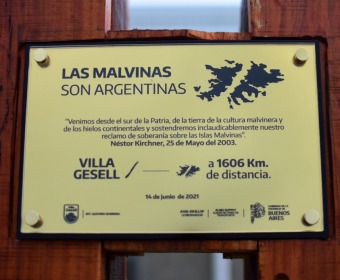 LAS MALVINAS
SON ARGENTINAS
"Venimos desde el sur de la Patria, de la tierra de la cultura malvinera y
de los hielos continentales y sostendremos inclaudicablemente nuestro
reclamo de soberanía sobre las Islas Malvinas".
Néstor Kirchner, 25 de Mayo del 2003.
VILLA
GESELL
a 1606 Km.
de distancia.
14 de junio de 2021
BUENOS
AIRES